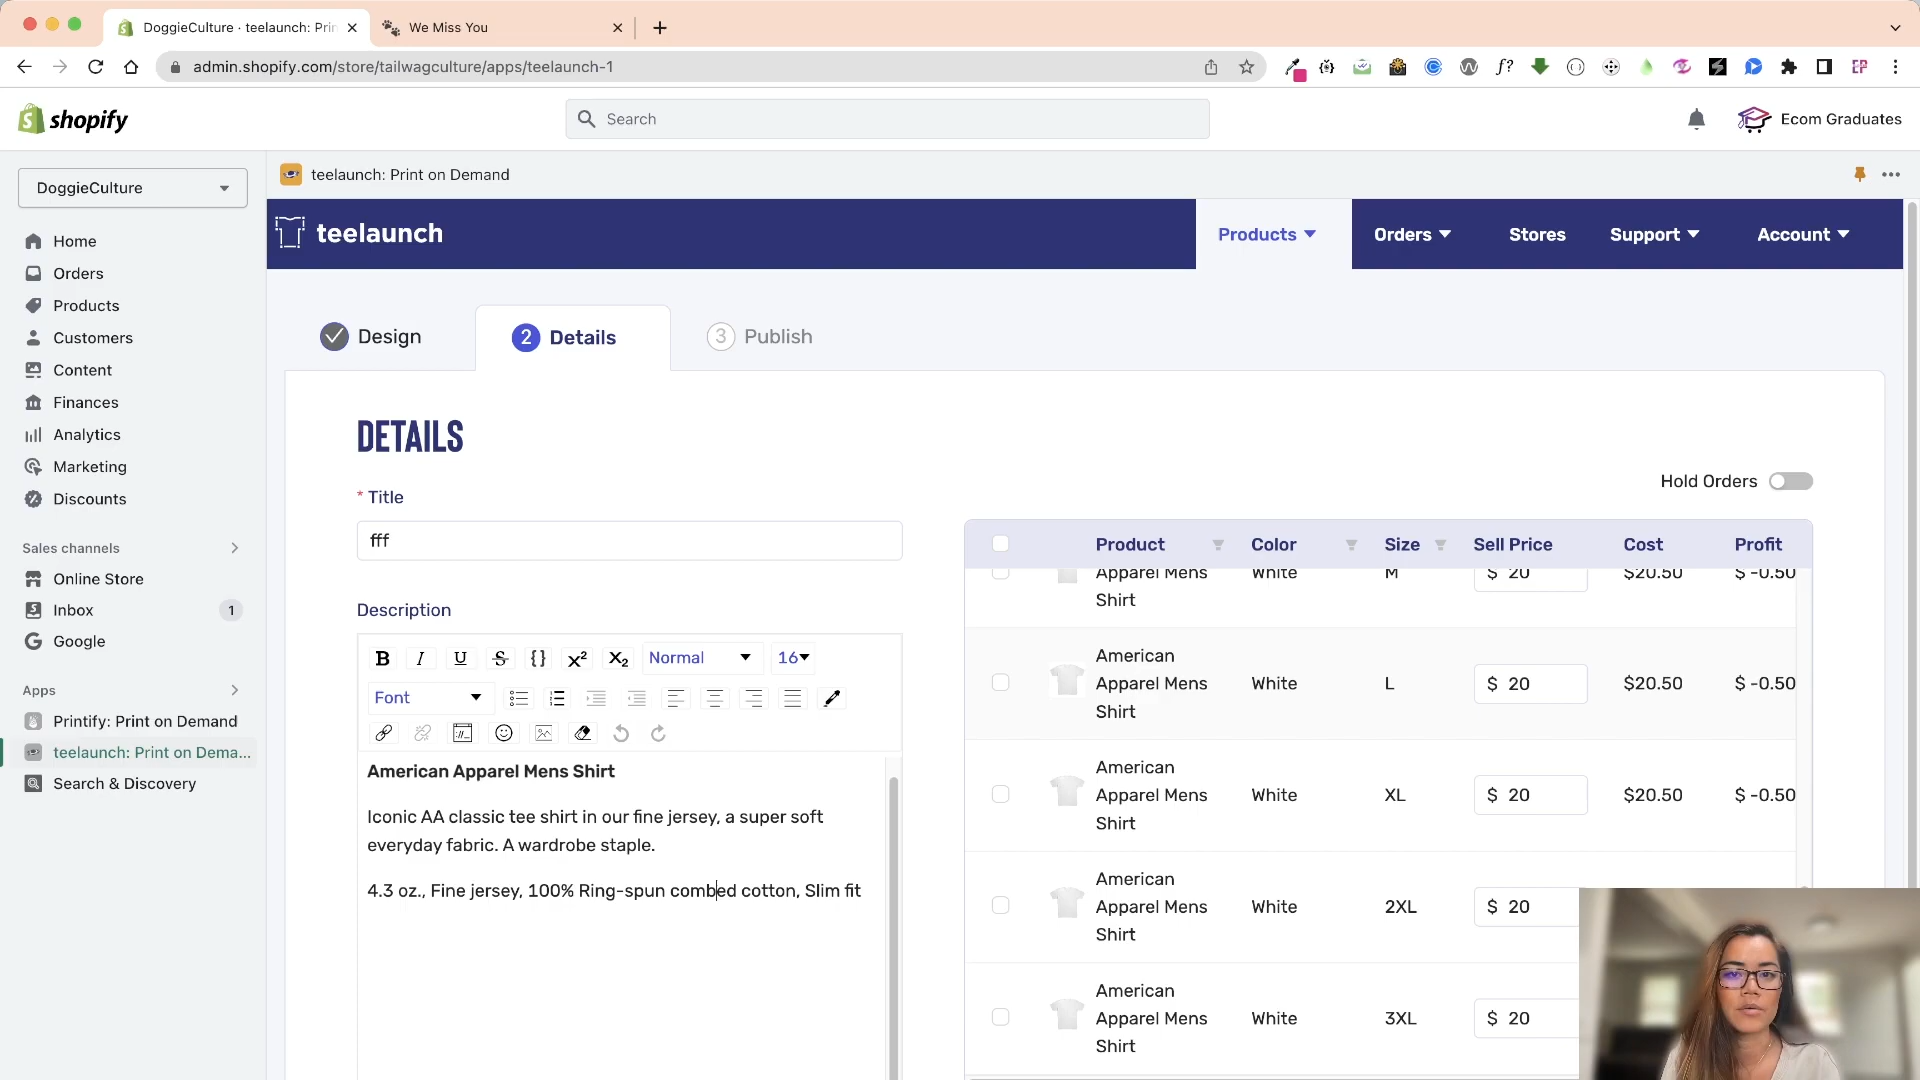 DoggieCulture · teelaunch: Prin
We Miss You
admin.shopify.com/store/tailwagculture/apps/teelaunch-1
shopify
Search
Ecom Graduates
DoggieCulture
teelaunch: Print on Demand
Home
Orders
Products
Customers
Content
Finances
Analytics
Marketing
Discounts
Sales channels
Online Store
Inbox
1
Google
Apps
Printify: Print on Demand
teelaunch: Print on Dema...
Search & Discovery
teelaunch
Products
Orders
Stores
Support
Account
Design
2 Details
3 Publish
DETAILS
* Title
fff
Description
B I U S {} X² X₂ Normal 16
Font
American Apparel Mens Shirt
Iconic AA classic tee shirt in our fine jersey, a super soft
everyday fabric. A wardrobe staple.
4.3 oz., Fine jersey, 100% Ring-spun combed cotton, Slim fit
Hold Orders
Product Color Size Sell Price Cost Profit
Apparel Mens White M $ 20 $20.50 $ -0.50
Shirt
American
Apparel Mens White L $ 20 $20.50 $ -0.50
Shirt
American
Apparel Mens White XL $ 20 $20.50 $ -0.50
Shirt
American
Apparel Mens White 2XL $ 20
Shirt
American
Apparel Mens White 3XL $ 20
Shirt